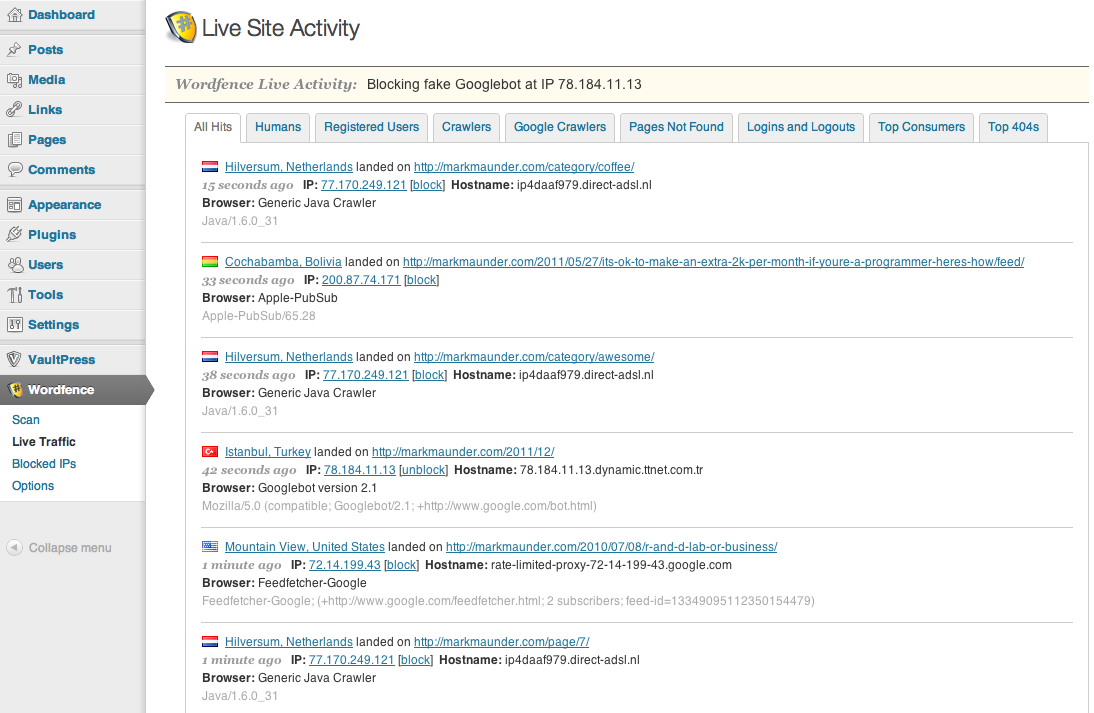 Dashboard
Posts
Media
Links
Pages
Comments
Appearance
Plugins
Users
Tools
Settings
VaultPress
Wordfence
Scan
Live Traffic
Blocked IPs
Options
Collapse menu
Live Site Activity
Wordfence Live Activity: Blocking fake Googlebot at IP 78.184.11.13
All Hits Humans Registered Users Crawlers Google Crawlers Pages Not Found Logins and Logouts Top Consumers Top 404s
Hilversum, Netherlands landed on http://markmaunder.com/category/coffee/
15 seconds ago IP: 77.170.249.121 [block] Hostname: ip4daaf979.direct-adsl.nl
Browser: Generic Java Crawler
Java/1.6.0_31
Cochabamba, Bolivia landed on http://markmaunder.com/2011/05/27/its-ok-to-make-an-extra-2k-per-month-if-youre-a-programmer-heres-how/feed/
33 seconds ago IP: 200.87.74.171 [block]
Browser: Apple-PubSub
Apple-PubSub/65.28
Hilversum, Netherlands landed on http://markmaunder.com/category/awesome/
38 seconds ago IP: 77.170.249.121 [block] Hostname: ip4daaf979.direct-adsl.nl
Browser: Generic Java Crawler
Java/1.6.0_31
Istanbul, Turkey landed on http://markmaunder.com/2011/12/
42 seconds ago IP: 78.184.11.13 [unblock] Hostname: 78.184.11.13.dynamic.ttnet.com.tr
Browser: Googlebot version 2.1
Mozilla/5.0 (compatible; Googlebot/2.1; +http://www.google.com/bot.html)
Mountain View, United States landed on http://markmaunder.com/2010/07/08/r-and-d-lab-or-business/
1 minute ago IP: 72.14.199.43 [block] Hostname: rate-limited-proxy-72-14-199-43.google.com
Browser: Feedfetcher-Google
Feedfetcher-Google; (+http://www.google.com/feedfetcher.html; 2 subscribers; feed-id=13349095112350154479)
Hilversum, Netherlands landed on http://markmaunder.com/page/7/
1 minute ago IP: 77.170.249.121 [block] Hostname: ip4daaf979.direct-adsl.nl
Browser: Generic Java Crawler
Java/1.6.0_31